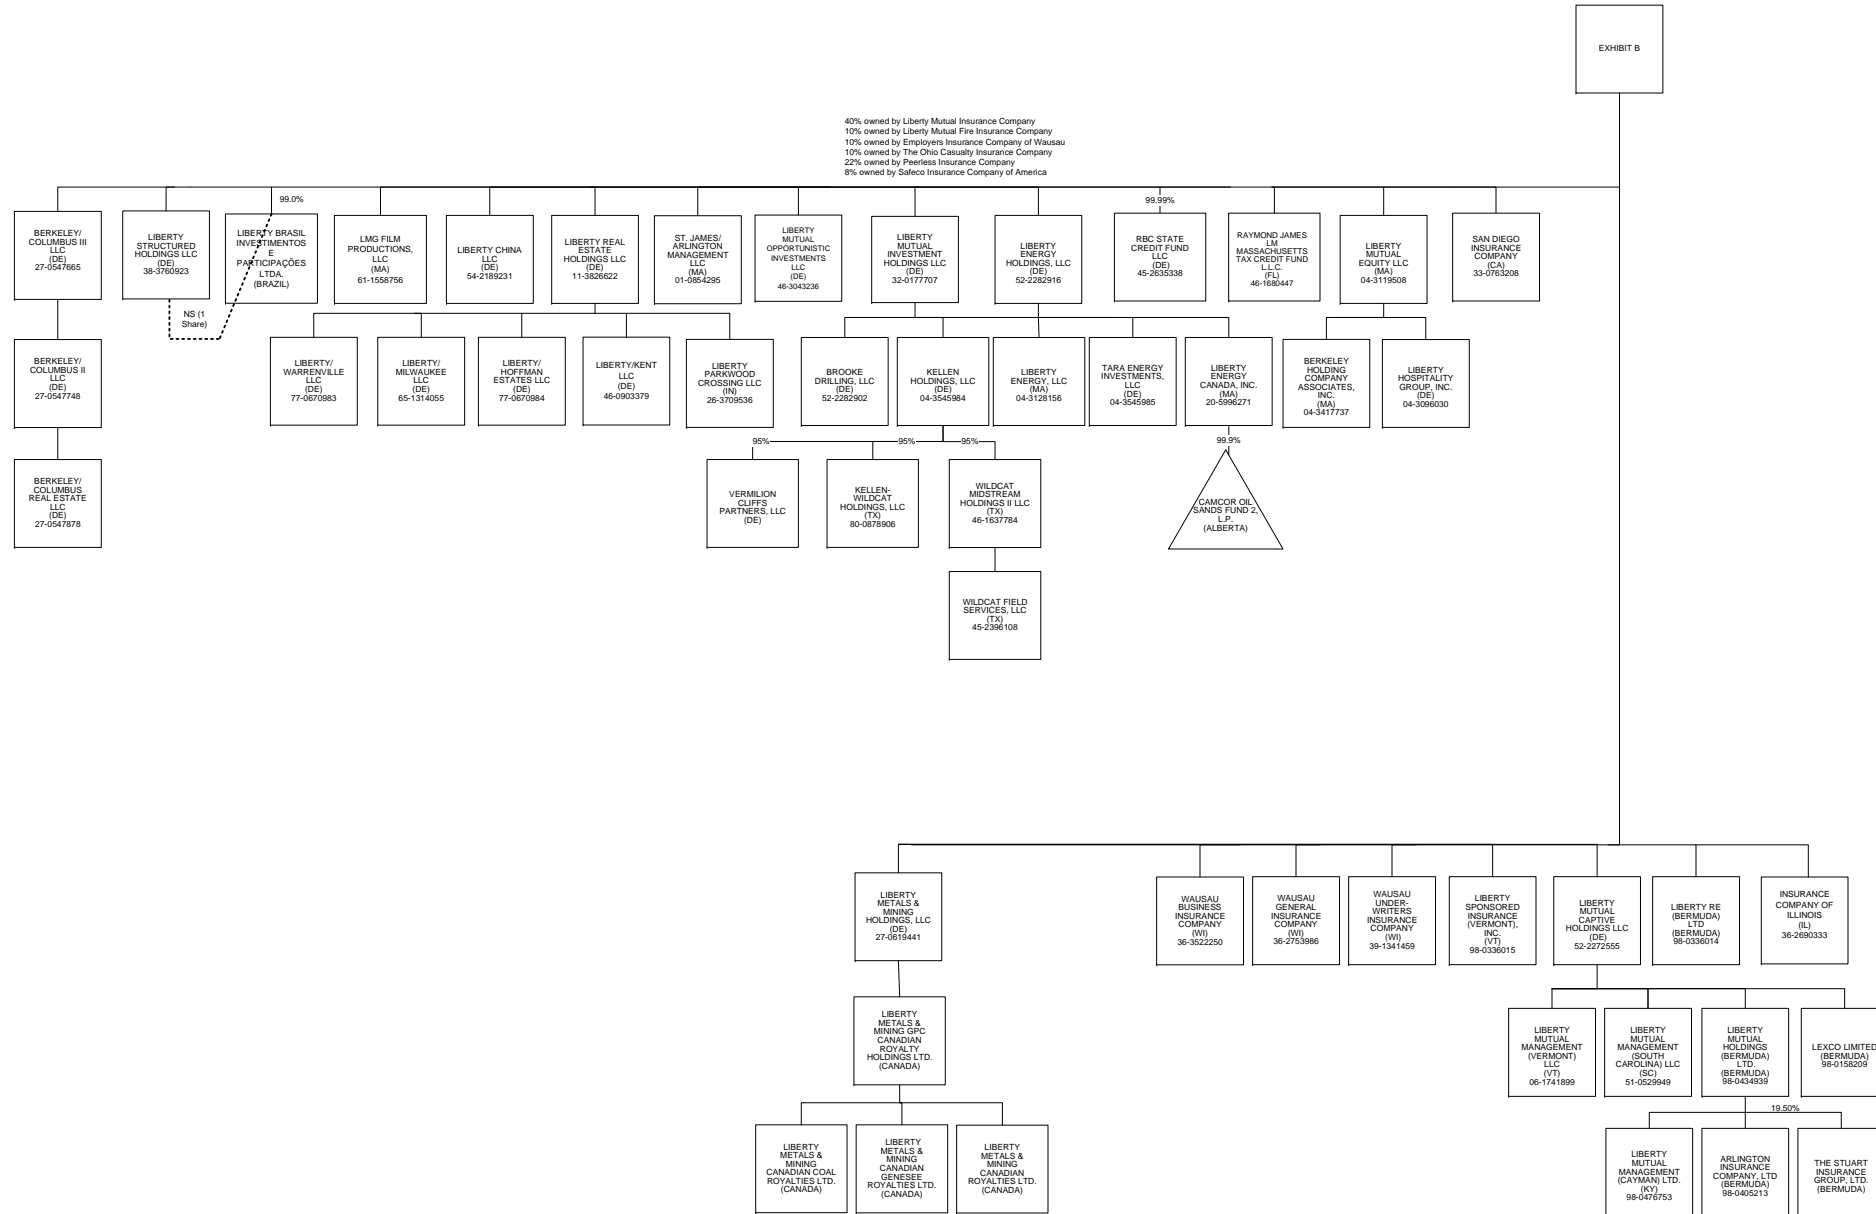 EXHIBIT B
40% owned by Liberty Mutual Insurance Company
10% owned by Liberty Mutual Fire Insurance Company
10% owned by Employers Insurance Company of Wausau
10% owned by The Ohio Casualty Insurance Company
22% owned by Peerless Insurance Company
8% owned by Safeco Insurance Company of America
BERKELEY/
COLUMBUS III
LLC
(DE)
27-0547665
LIBERTY
STRUCTURED
HOLDINGS LLC
(DE)
38-3760923
99.0%
LIBERTY BRASIL
INVESTIMENTOS
E
PARTICIPAÇÕES
LTDA.
(BRAZIL)
NS (1
Share)
LMG FILM
PRODUCTIONS,
LLC
(MA)
61-1558756
LIBERTY CHINA
LLC
(DE)
54-2189231
LIBERTY REAL
ESTATE
HOLDINGS LLC
(DE)
11-3826622
ST. JAMES/
ARLINGTON
MANAGEMENT
LLC
(MA)
01-0854295
LIBERTY
MUTUAL
OPPORTUNISTIC
INVESTMENTS
LLC
(DE)
46-3043236
LIBERTY
MUTUAL
INVESTMENT
HOLDINGS LLC
(DE)
32-0177707
LIBERTY
ENERGY
HOLDINGS, LLC
(DE)
52-2282916
99.99%
RBC STATE
CREDIT FUND
LLC
(DE)
45-2635338
RAYMOND JAMES
LM
MASSACHUSETTS
TAX CREDIT FUND
L.L.C.
(FL)
46-1680447
LIBERTY
MUTUAL
EQUITY LLC
(MA)
04-3119508
SAN DIEGO
INSURANCE
COMPANY
(CA)
33-0763208
BERKELEY/
COLUMBUS II
LLC
(DE)
27-0547748
LIBERTY/
WARRENVILLE
LLC
(DE)
77-0670983
LIBERTY/
MILWAUKEE
LLC
(DE)
65-1314055
LIBERTY/
HOFFMAN
ESTATES LLC
(DE)
77-0670984
LIBERTY/KENT
LLC
(DE)
46-0903379
LIBERTY
PARKWOOD
CROSSING LLC
(IN)
26-3709536
BROOKE
DRILLING, LLC
(DE)
52-2282902
KELLEN
HOLDINGS, LLC
(DE)
04-3545984
LIBERTY
ENERGY, LLC
(MA)
04-3128156
TARA ENERGY
INVESTMENTS,
LLC
(DE)
04-3545985
LIBERTY
ENERGY
CANADA, INC.
(MA)
20-5996271
BERKELEY
HOLDING
COMPANY
ASSOCIATES,
INC.
(MA)
04-3417737
LIBERTY
HOSPITALITY
GROUP, INC.
(DE)
04-3096030
BERKELEY/
COLUMBUS
REAL ESTATE
LLC
(DE)
27-0547878
95%
95%
95%
99.9%
VERMILION
CLIFFS
PARTNERS, LLC
(DE)
KELLEN-
WILDCAT
HOLDINGS, LLC
(TX)
80-0878906
WILDCAT
MIDSTREAM
HOLDINGS II LLC
(TX)
46-1637784
CAMCOR OIL
SANDS FUND 2,
L.P.
(ALBERTA)
WILDCAT FIELD
SERVICES, LLC
(TX)
45-2396108
LIBERTY
METALS &
MINING
HOLDINGS, LLC
(DE)
27-0619441
WAUSAU
BUSINESS
INSURANCE
COMPANY
(WI)
36-3522250
WAUSAU
GENERAL
INSURANCE
COMPANY
(WI)
36-2753986
WAUSAU
UNDER-
WRITERS
INSURANCE
COMPANY
(WI)
39-1341459
LIBERTY
SPONSORED
INSURANCE
(VERMONT),
INC.
(VT)
98-0336015
LIBERTY
MUTUAL
CAPTIVE
HOLDINGS LLC
(DE)
52-2272555
LIBERTY RE
(BERMUDA)
LTD
(BERMUDA)
98-0336014
INSURANCE
COMPANY OF
ILLINOIS
(IL)
36-2690333
LIBERTY
METALS &
MINING GPC
CANADIAN
ROYALTY
HOLDINGS LTD.
(CANADA)
LIBERTY
MUTUAL
MANAGEMENT
(VERMONT)
LLC
(VT)
06-1741899
LIBERTY
MUTUAL
MANAGEMENT
(SOUTH
CAROLINA) LLC
(SC)
51-0529949
LIBERTY
MUTUAL
HOLDINGS
(BERMUDA)
LTD.
(BERMUDA)
98-0434939
LEXCO LIMITED
(BERMUDA)
98-0158209
19.50%
LIBERTY
METALS &
MINING
CANADIAN COAL
ROYALTIES LTD.
(CANADA)
LIBERTY
METALS &
MINING
CANADIAN
GENESEE
ROYALTIES LTD.
(CANADA)
LIBERTY
METALS &
MINING
CANADIAN
ROYALTIES LTD.
(CANADA)
LIBERTY
MUTUAL
MANAGEMENT
(CAYMAN) LTD.
(KY)
98-0476753
ARLINGTON
INSURANCE
COMPANY, LTD
(BERMUDA)
98-0405213
THE STUART
INSURANCE
GROUP, LTD.
(BERMUDA)